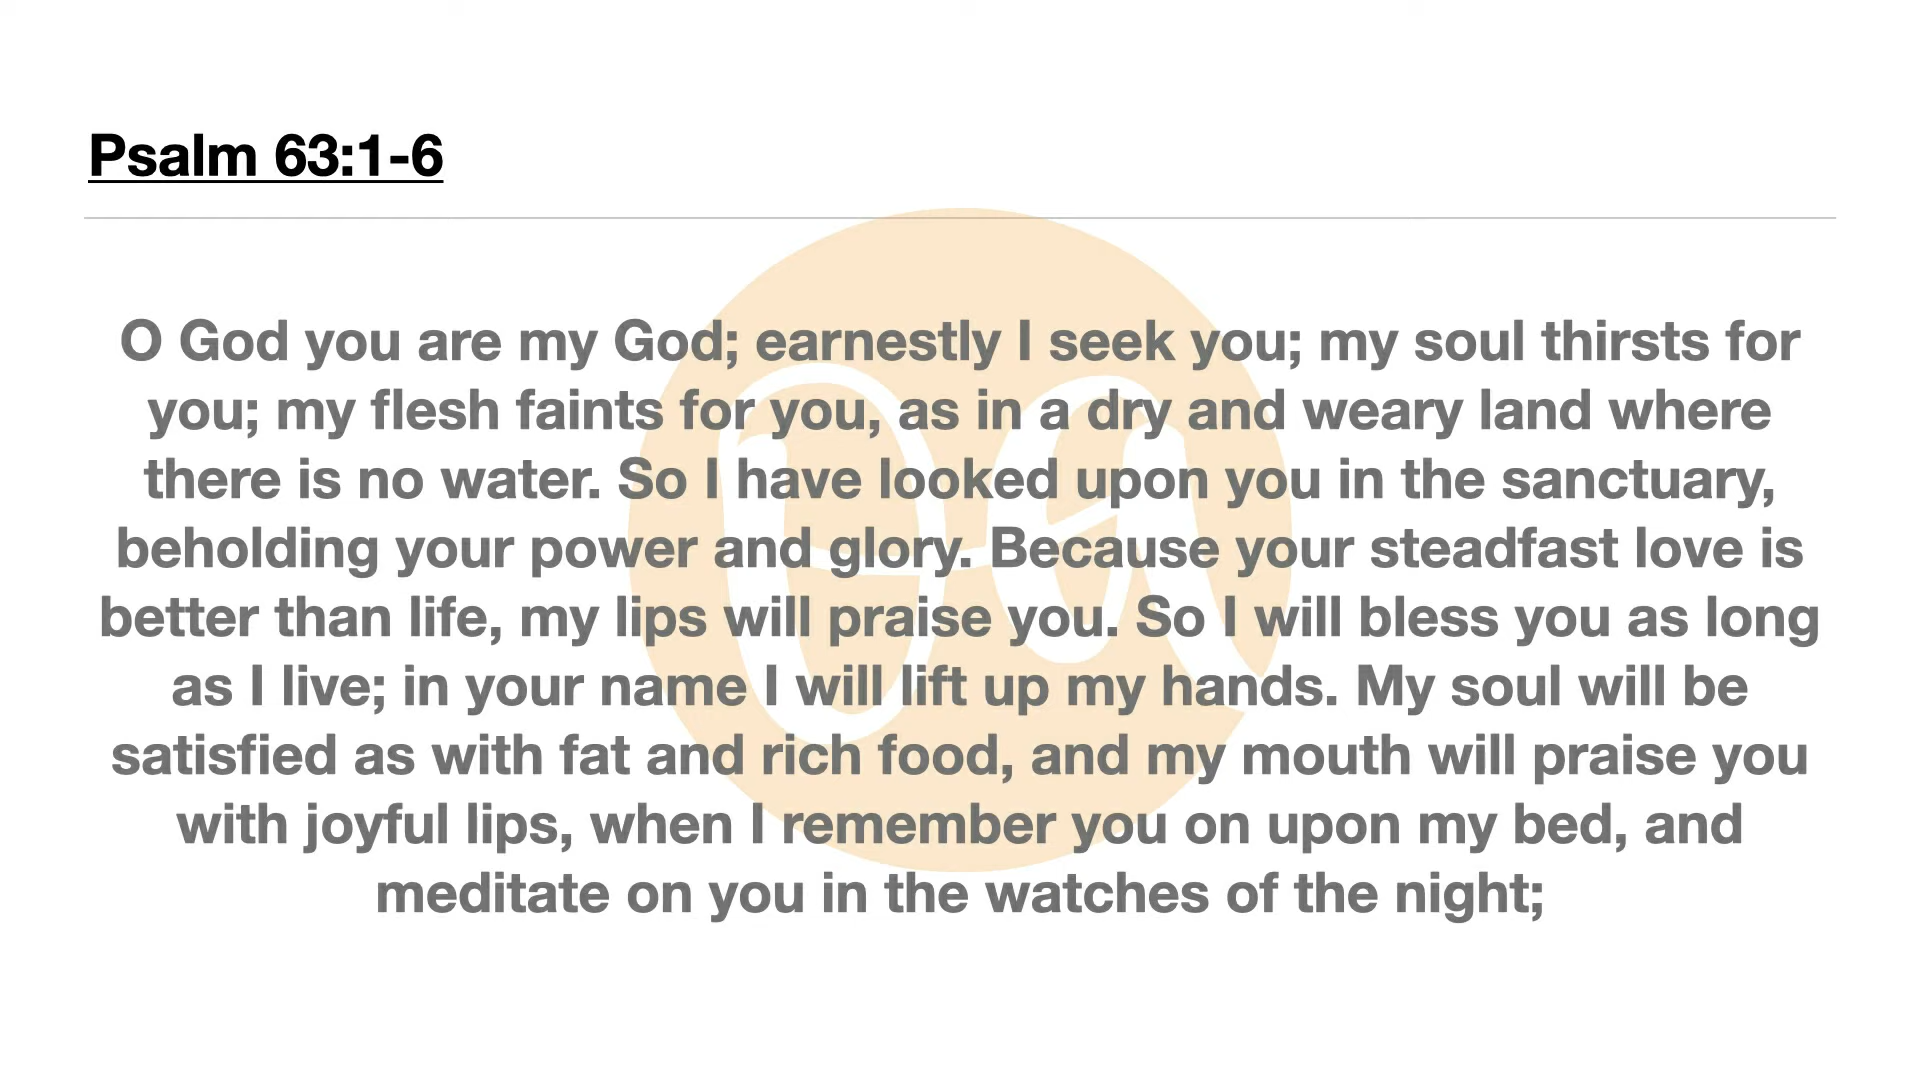 Psalm 63:1-6
O God you are my God; earnestly I seek you; my soul thirsts for
you; my flesh faints for you, as in a dry and weary land where
there is no water. So I have looked upon you in the sanctuary,
beholding your power and glory. Because your steadfast love is
better than life, my lips will praise you. So I will bless you as long
as I live; in your name I will lift up my hands. My soul will be
satisfied as with fat and rich food, and my mouth will praise you
with joyful lips, when I remember you on upon my bed, and
meditate on you in the watches of the night;